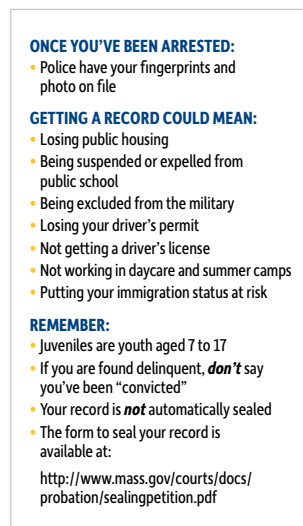 ONCE YOU'VE BEEN ARRESTED:
• Police have your fingerprints and
photo on file
GETTING A RECORD COULD MEAN:
• Losing public housing
• Being suspended or expelled from
public school
• Being excluded from the military
• Losing your driver's permit
• Not getting a driver's license
• Not working in daycare and summer camps
• Putting your immigration status at risk
REMEMBER:
• Juveniles are youth aged 7 to 17
• If you are found delinquent, don't say
you've been "convicted"
• Your record is not automatically sealed
• The form to seal your record is
available at:
http://www.mass.gov/courts/docs/
probation/sealingpetition.pdf